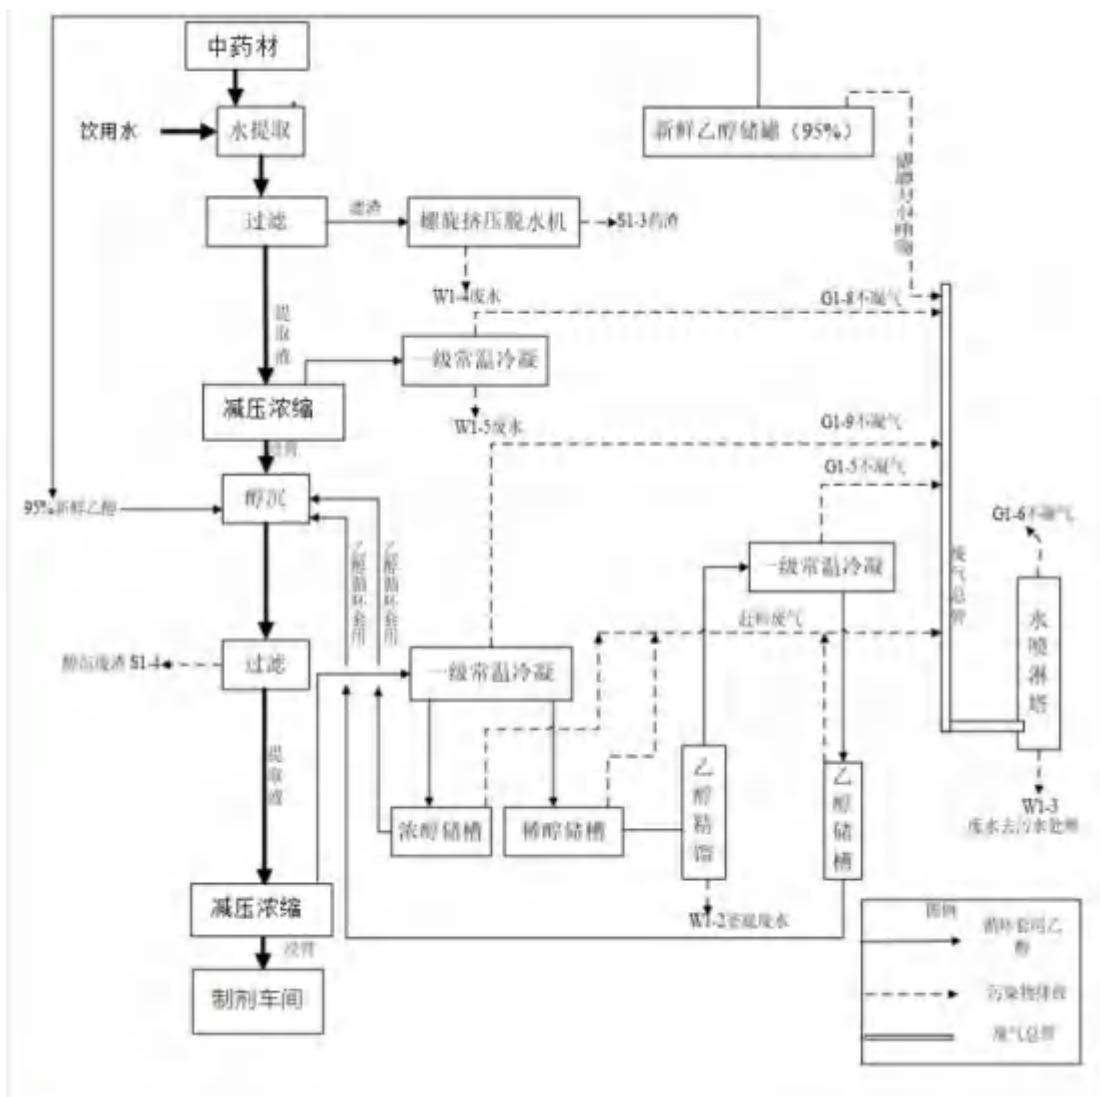 中药材
饮用水
水提取
新鲜乙醇储罐（95%）
过滤
滤渣
螺旋挤压脱水机
S1-3药渣
W1-4废水
G1-8不凝气
提取液
一级常温冷凝
减压浓缩
W1-5废水
G1-9不凝气
G1-5不凝气
95%新鲜乙醇
醇沉
G1-6不凝气
乙醇循环套用
乙醇循环套用
一级常温冷凝
废气总管
水喷淋塔
醇沉废渣 S1-4
过滤
一级常温冷凝
提取液
乙醇精馏
乙醇储槽
浓醇储槽
稀醇储槽
W1-3
废水去污水处理
W1-2釜底废水
减压浓缩
浸膏
制剂车间
图例
循环套用乙醇
污染物排放
废气总管